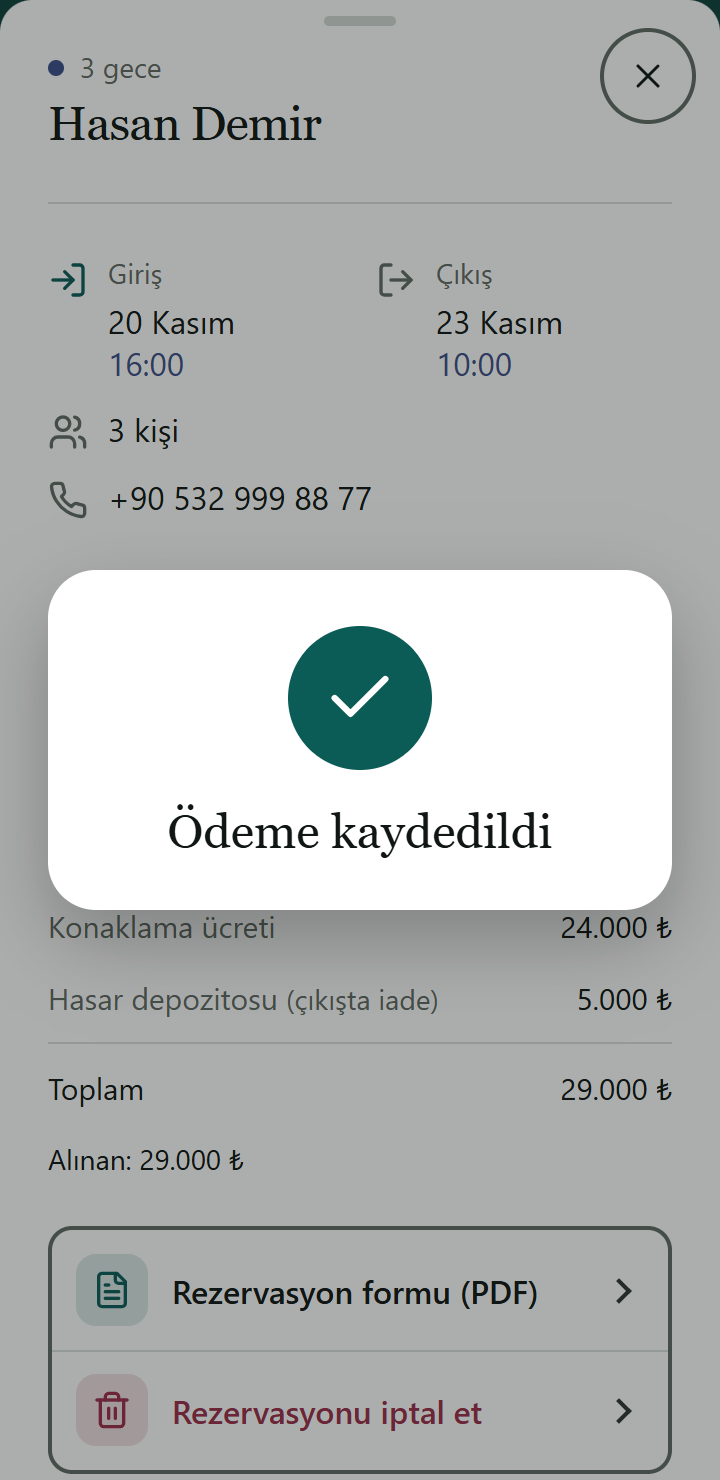 3 gece
Hasan Demir
Giriş
20 Kasım
16:00
Çıkış
23 Kasım
10:00
3 kişi
+90 532 999 88 77
Ödeme kaydedildi
Konaklama ücreti 24.000 ₺
Hasar depozitosu (çıkışta iade) 5.000 ₺
Toplam 29.000 ₺
Alınan: 29.000 ₺
Rezervasyon formu (PDF)
Rezervasyonu iptal et